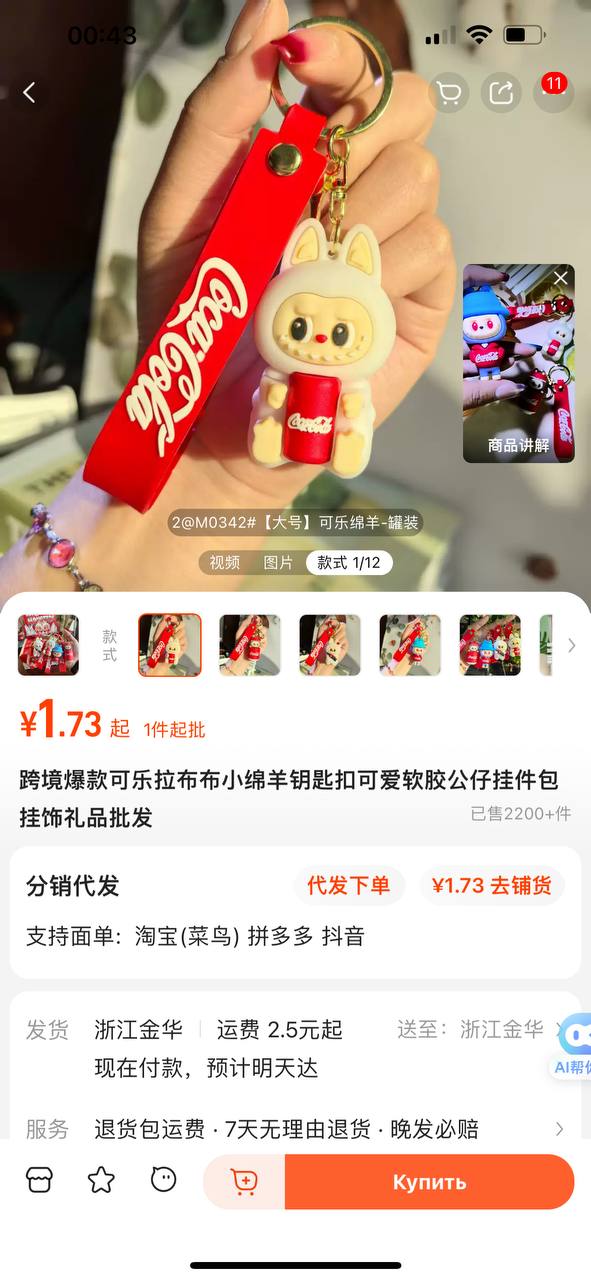 00:43
11
Coca-Cola
Coca-Cola
Coca-Cola
商品讲解
2@M0342#【大号】可乐绵羊-罐装
视频 图片 款式 1/12
款式
¥1.73 起 1件起批
跨境爆款可乐拉布布小绵羊钥匙扣可爱软胶公仔挂件包
挂饰礼品批发
已售2200+件
分销代发 代发下单 ¥1.73 去铺货
支持面单: 淘宝(菜鸟) 拼多多 抖音
发货 浙江金华 运费 2.5元起 送至: 浙江金华
现在付款，预计明天达
AI帮
服务 退货包运费 · 7天无理由退货 · 晚发必赔
Купить